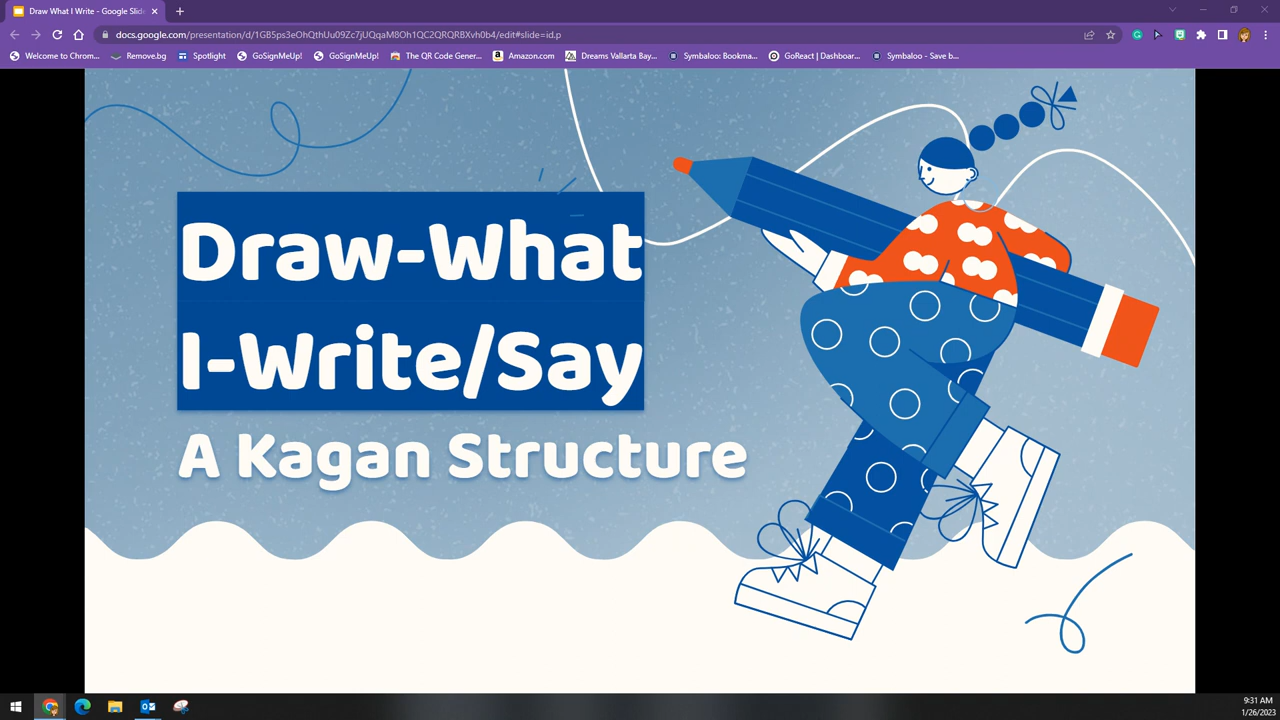 Draw What I Write - Google Slide
docs.google.com/presentation/d/1GB5ps3eOhQthUu09Zc7jUQqaM8Oh1QC2QRQRBXvh0b4/edit#slide=id.p
Welcome to Chrom... Remove.bg Spotlight GoSignMeUp! GoSignMeUp! The QR Code Gener... Amazon.com Dreams Vallarta Bay... Symbaloo: Bookma... GoReact | Dashboar... Symbaloo - Save b...
Draw-What
I-Write/Say
A Kagan Structure
9:31 AM
1/26/2023